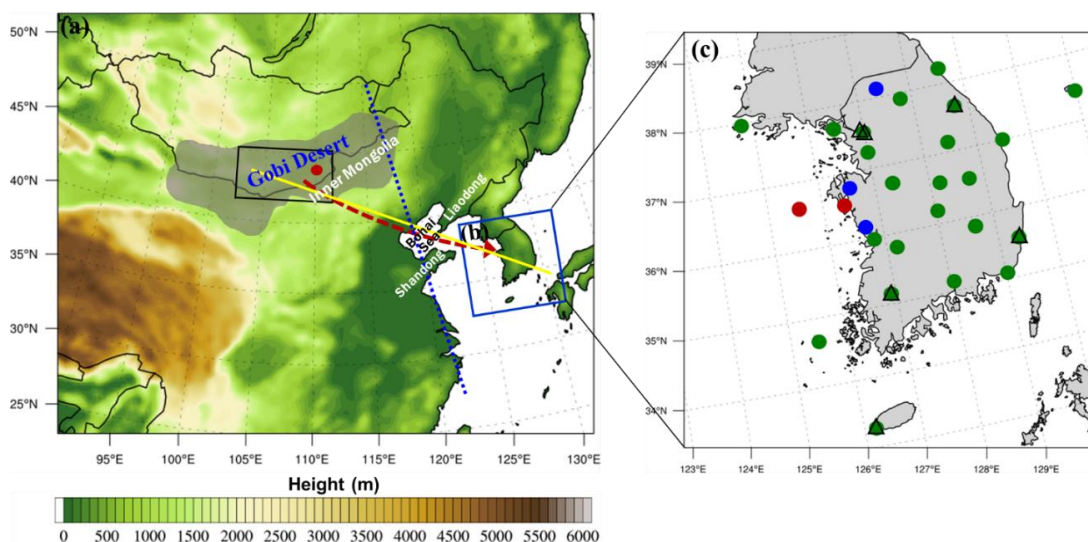 (a)
50°N
45°N
40°N
35°N
30°N
25°N
Gobi Desert
Inner Mongolia
Liaodong
Bohai
Sea
Shandong
(b)
95°E 100°E 105°E 110°E 115°E 120°E 125°E 130°E
Height (m)
0 500 1000 1500 2000 2500 3000 3500 4000 4500 5000 5500 6000
(c)
39°N
38°N
37°N
36°N
35°N
34°N
123°E 124°E 125°E 126°E 127°E 128°E 129°E